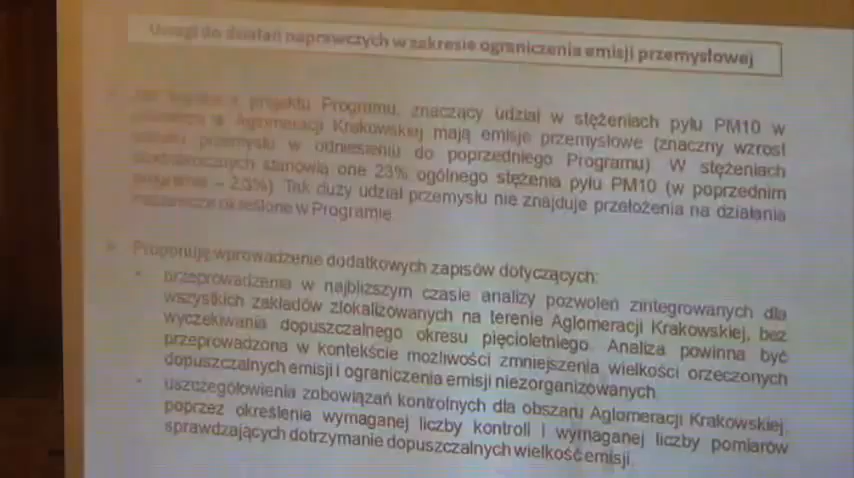 Uwagi do działań naprawczych w zakresie ograniczenia emisji przemysłowej
projektu Programu, znaczący udział w stężeniach pyłu PM10 w
Aglomeracji Krakowskiej mają emisje przemysłowe (znaczny wzrost
przemysłu w odniesieniu do poprzedniego Programu). W stężeniach
stanowią one 23% ogólnego stężenia pyłu PM10 (w poprzednim
– 2,5%). Tak duży udział przemysłu nie znajduje przełożenia na działania
naprawcze określone w Programie.
Proponuję wprowadzenie dodatkowych zapisów dotyczących:
przeprowadzenia w najbliższym czasie analizy pozwoleń zintegrowanych dla
wszystkich zakładów zlokalizowanych na terenie Aglomeracji Krakowskiej, bez
wyczekiwania dopuszczalnego okresu pięcioletniego. Analiza powinna być
przeprowadzona w kontekście możliwości zmniejszenia wielkości orzeczonych
dopuszczalnych emisji i ograniczenia emisji niezorganizowanych.
uszczegółowienia zobowiązań kontrolnych dla obszaru Aglomeracji Krakowskiej
poprzez określenie wymaganej liczby kontroli i wymaganej liczby pomiarów
sprawdzających dotrzymanie dopuszczalnych wielkość emisji.